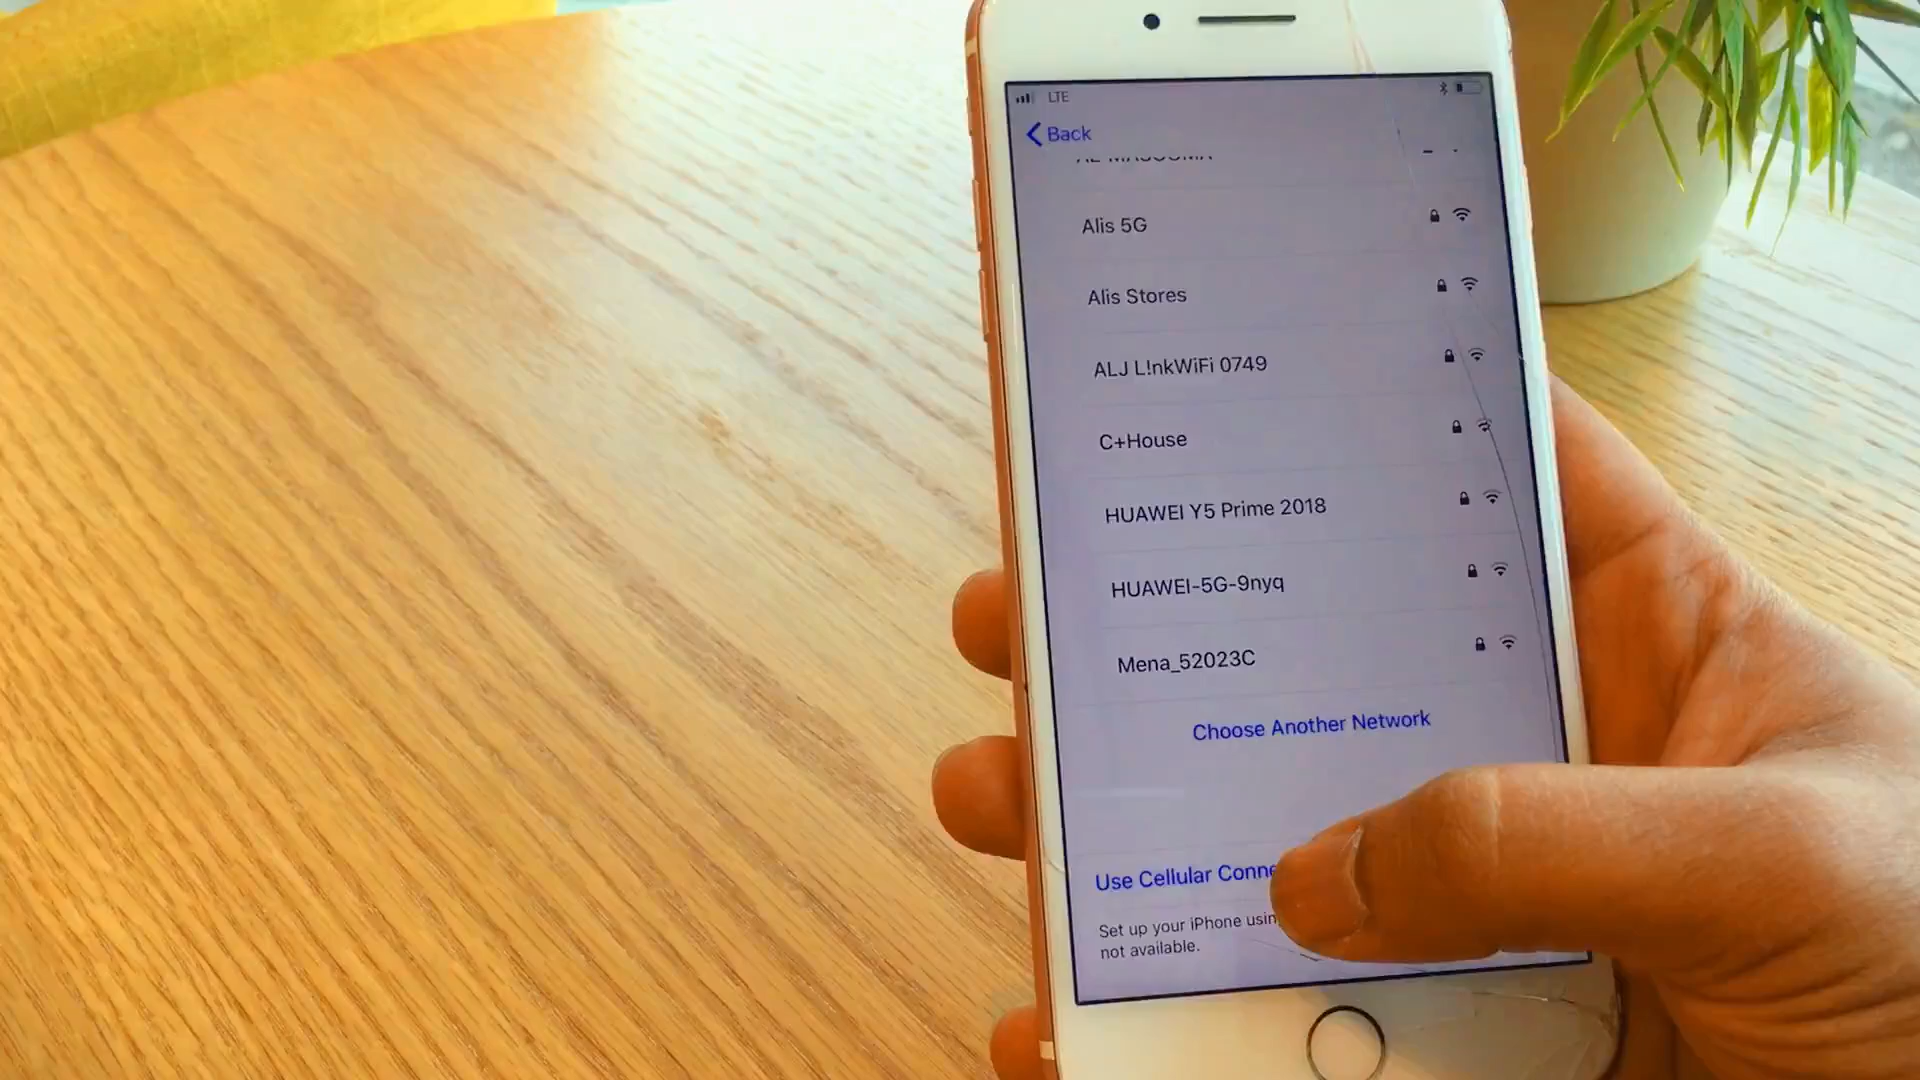 LTE
Back
Alis 5G
Alis Stores
ALJ L!nkWiFi 0749
C+House
HUAWEI Y5 Prime 2018
HUAWEI-5G-9nyq
Mena_52023C
Choose Another Network
Use Cellular Conne
Set up your iPhone usin
not available.